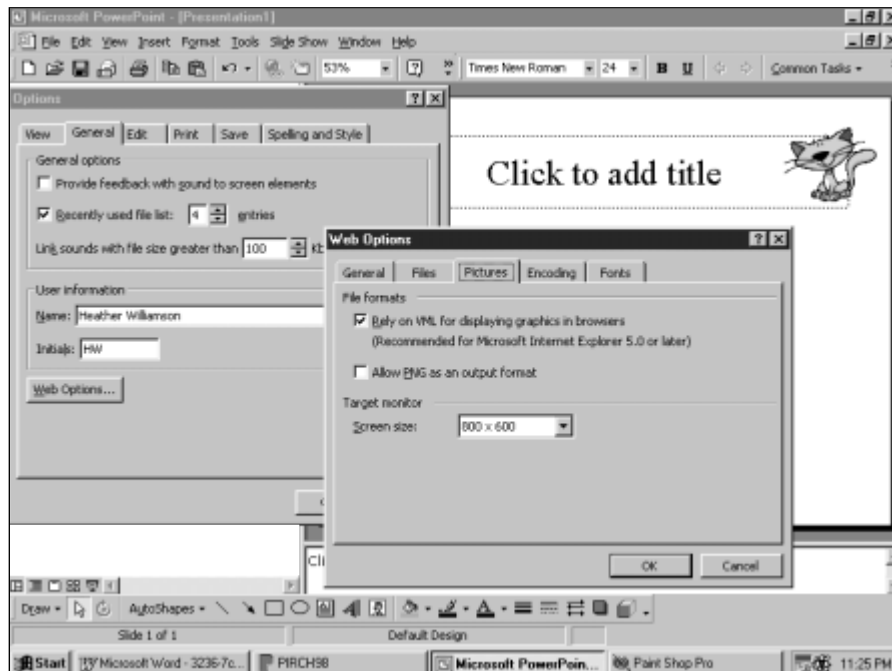 Microsoft PowerPoint - [Presentation1]
File Edit View Insert Format Tools Slide Show Window Help
53% Times New Roman 24 B U Common Tasks
Options
View General Edit Print Save Spelling and Style
General options
Provide feedback with sound to screen elements
Recently used file list: 4 entries
Link sounds with file size greater than 100
User information
Name: Heather Williamson
Initials: HW
Web Options...
Click to add title
Web Options
General Files Pictures Encoding Fonts
File formats
Rely on VML for displaying graphics in browsers
(Recommended for Microsoft Internet Explorer 5.0 or later)
Allow PNG as an output format
Target monitor
Screen size: 800 x 600
OK Cancel
Draw AutoShapes
Slide 1 of 1 Default Design
Start Microsoft Word - 3236-7c... PIRCH98 Microsoft PowerPoin... Paint Shop Pro 11:25 PM